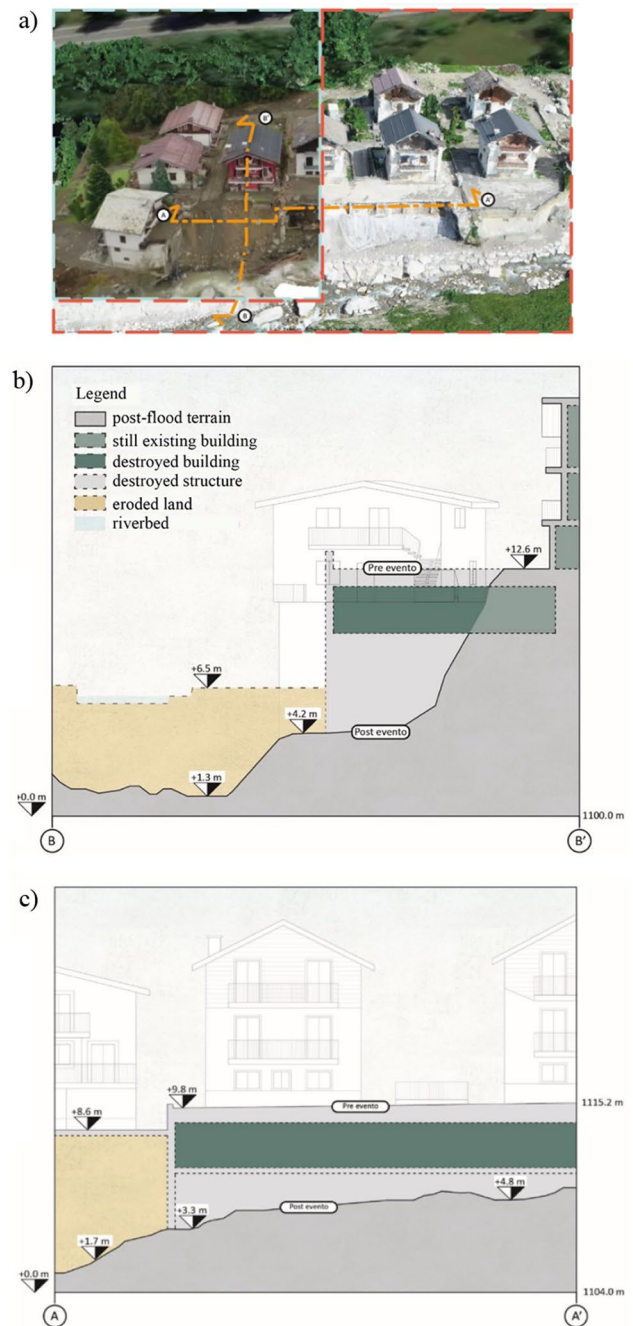 a)
B'
A
A'
B
b)
Legend
post-flood terrain
still existing building
destroyed building
destroyed structure
eroded land
riverbed
Pre evento
+12.6 m
+6.5 m
+4.2 m
Post evento
+1.3 m
+0.0 m
1100.0 m
B
B'
c)
+9.8 m
1115.2 m
Pre evento
+8.6 m
+4.8 m
+3.3 m
Post evento
+1.7 m
+0.0 m
1104.0 m
A
A'